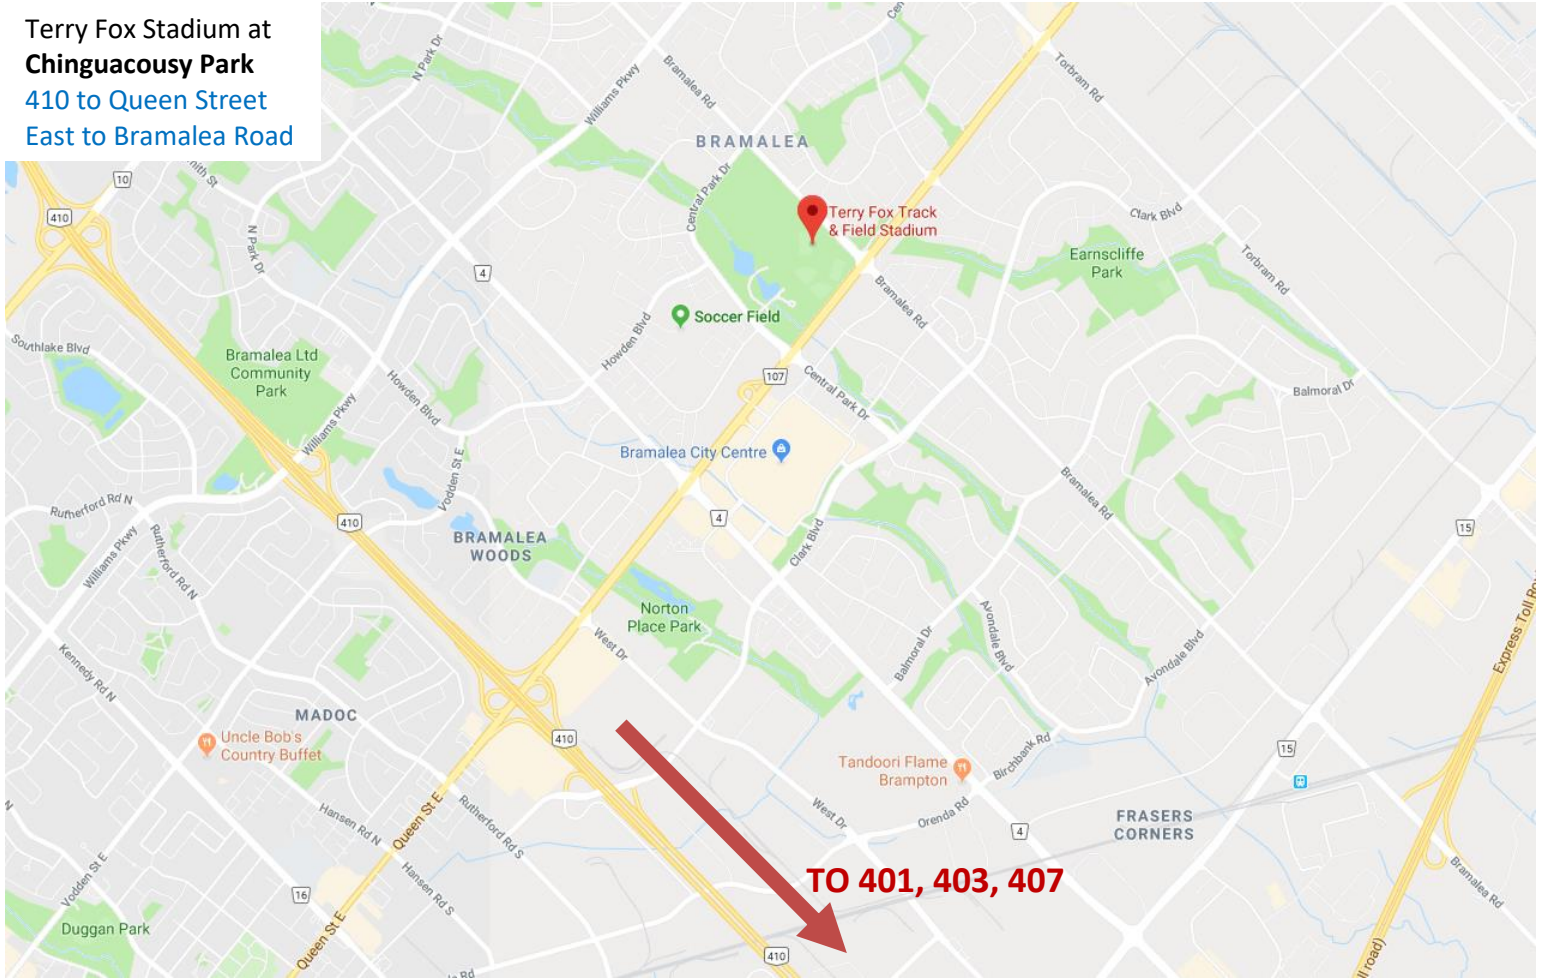 Terry Fox Stadium at
Chinguacousy Park
410 to Queen Street
East to Bramalea Road
N Park Dr
Williams Pkwy
Bramalea Rd
Torbram Rd
BRAMALEA
10
410
N Park Dr
4
Central Park Dr
Terry Fox Track
& Field Stadium
Clark Blvd
Earnscliffe
Park
Torbram Rd
Bramalea Rd
Soccer Field
Howden Blvd
Southlake Blvd
Bramalea Ltd
Community
Park
Howden Blvd
107
Central Park Dr
Balmoral Dr
Williams Pkwy
Bramalea City Centre
Vodden St E
Bramalea Rd
Rutherford Rd N
410
4
15
BRAMALEA
WOODS
Clark Blvd
Williams Pkwy
Rutherford Rd N
Norton
Place Park
West Dr
Balmoral Dr
Avondale Blvd
Avondale Blvd
Kennedy Rd N
MADOC
Uncle Bob's
Country Buffet
410
15
Tandoori Flame
Brampton
Birchbank Rd
Orenda Rd
West Dr
4
FRASERS
CORNERS
Hansen Rd N
Queen St E
Rutherford Rd S
Hansen Rd S
Vodden St E
16
TO 401, 403, 407
Bramalea Rd
Duggan Park
Queen St E
410
Rd